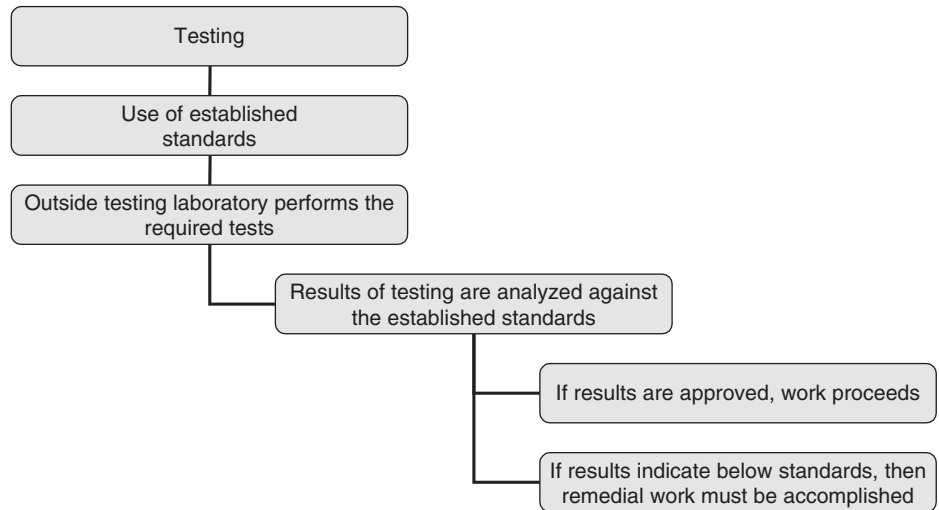 Testing
Use of established
standards
Outside testing laboratory performs the
required tests
Results of testing are analyzed against
the established standards
If results are approved, work proceeds
If results indicate below standards, then
remedial work must be accomplished